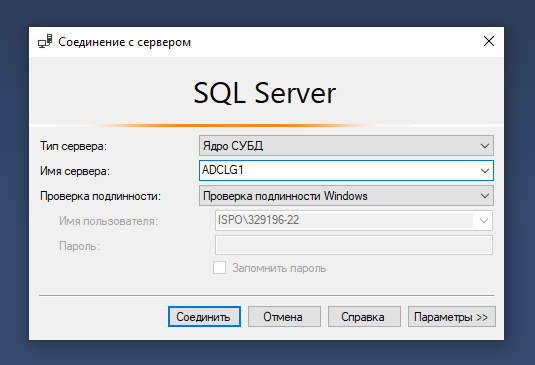 Соединение с сервером
SQL Server
Тип сервера: Ядро СУБД
Имя сервера: ADCLG1
Проверка подлинности: Проверка подлинности Windows
Имя пользователя: ISPO\329196-22
Пароль:
Запомнить пароль
Соединить Отмена Справка Параметры >>